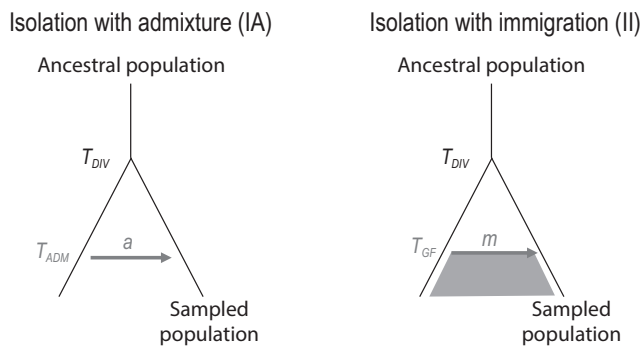 Isolation with admixture (IA)
Ancestral population
T_DIV
T_ADM
a
Sampled
population
Isolation with immigration (II)
Ancestral population
T_DIV
T_GF
m
Sampled
population